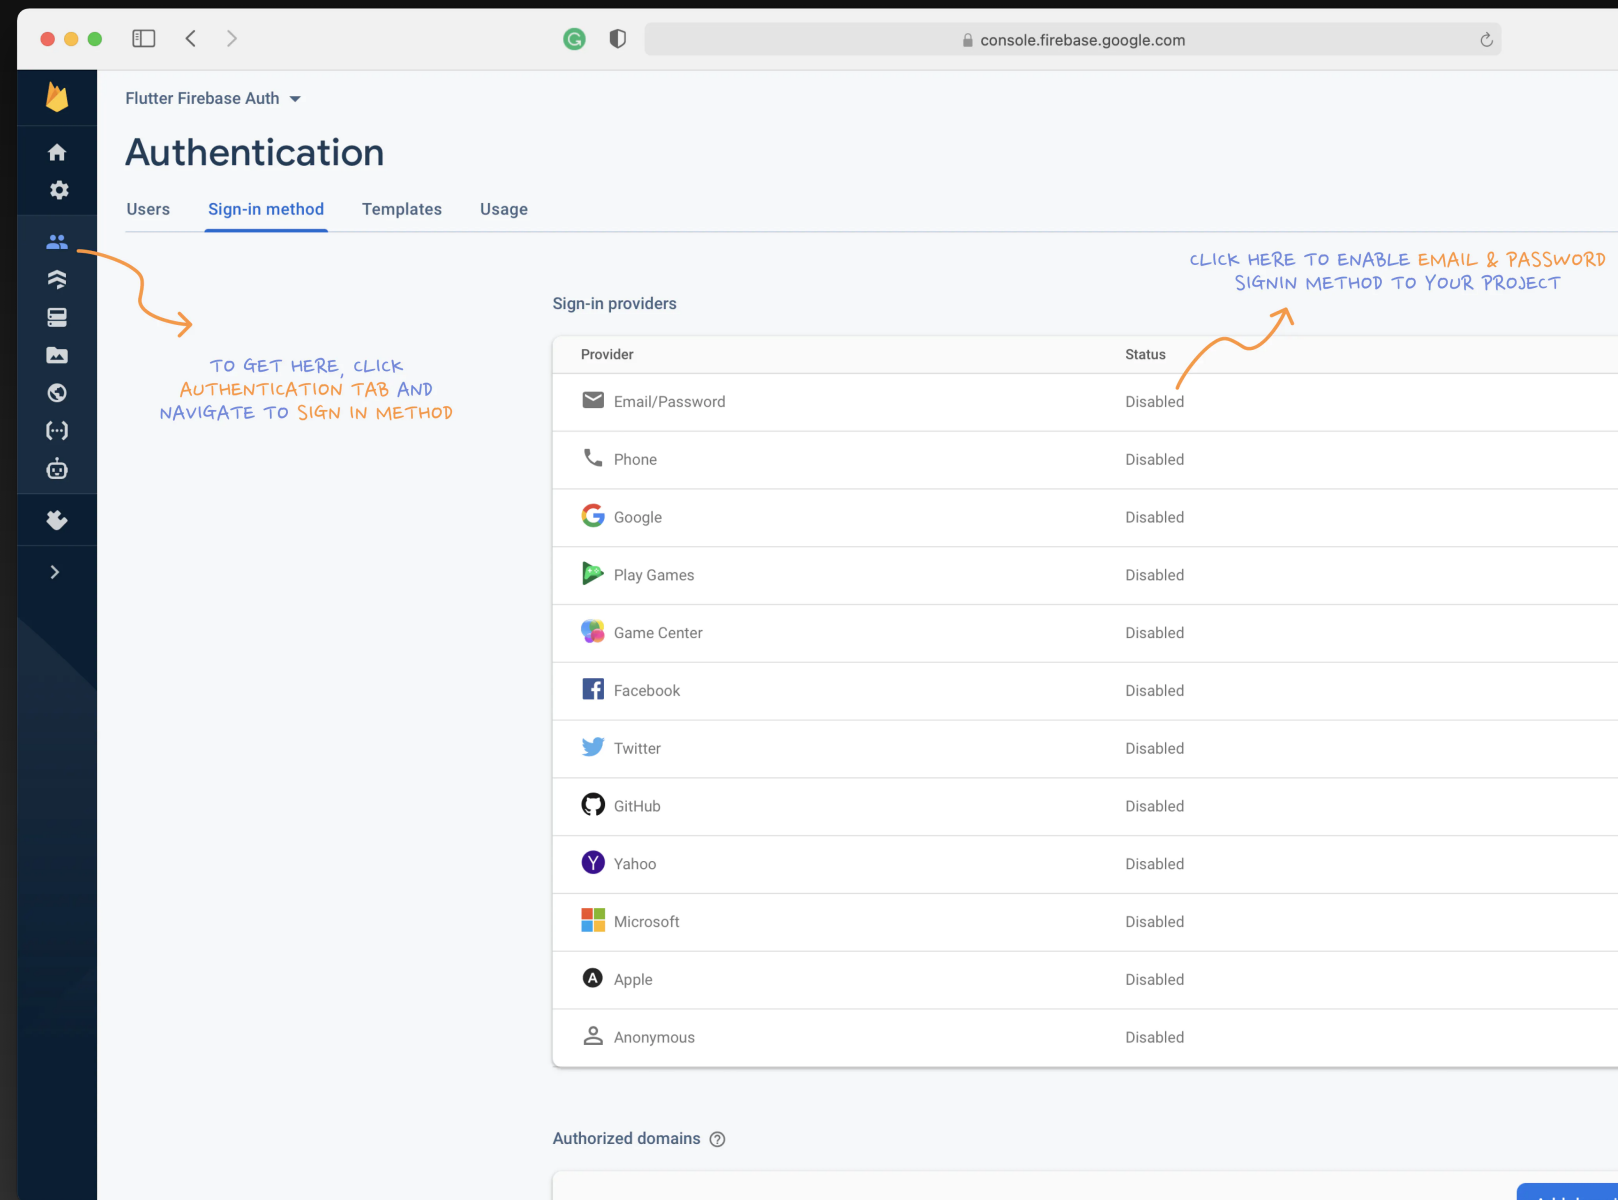 console.firebase.google.com
Flutter Firebase Auth
Authentication
Users Sign-in method Templates Usage
CLICK HERE TO ENABLE EMAIL & PASSWORD
SIGNIN METHOD TO YOUR PROJECT
Sign-in providers
TO GET HERE, CLICK
AUTHENTICATION TAB AND
NAVIGATE TO SIGN IN METHOD
Provider Status
Email/Password Disabled
Phone Disabled
Google Disabled
Play Games Disabled
Game Center Disabled
Facebook Disabled
Twitter Disabled
GitHub Disabled
Yahoo Disabled
Microsoft Disabled
Apple Disabled
Anonymous Disabled
Authorized domains